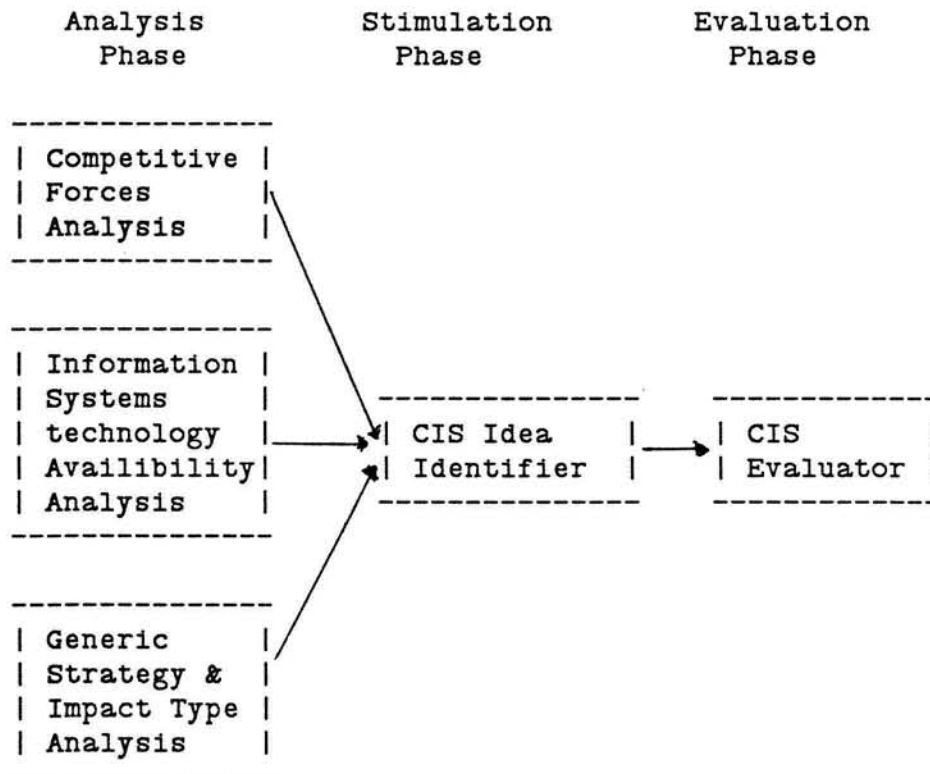 Analysis Phase
Stimulation Phase
Evaluation Phase
Competitive
Forces
Analysis
Information
Systems
technology
Availibility
Analysis
CIS Idea
Identifier
CIS
Evaluator
Generic
Strategy &
Impact Type
Analysis